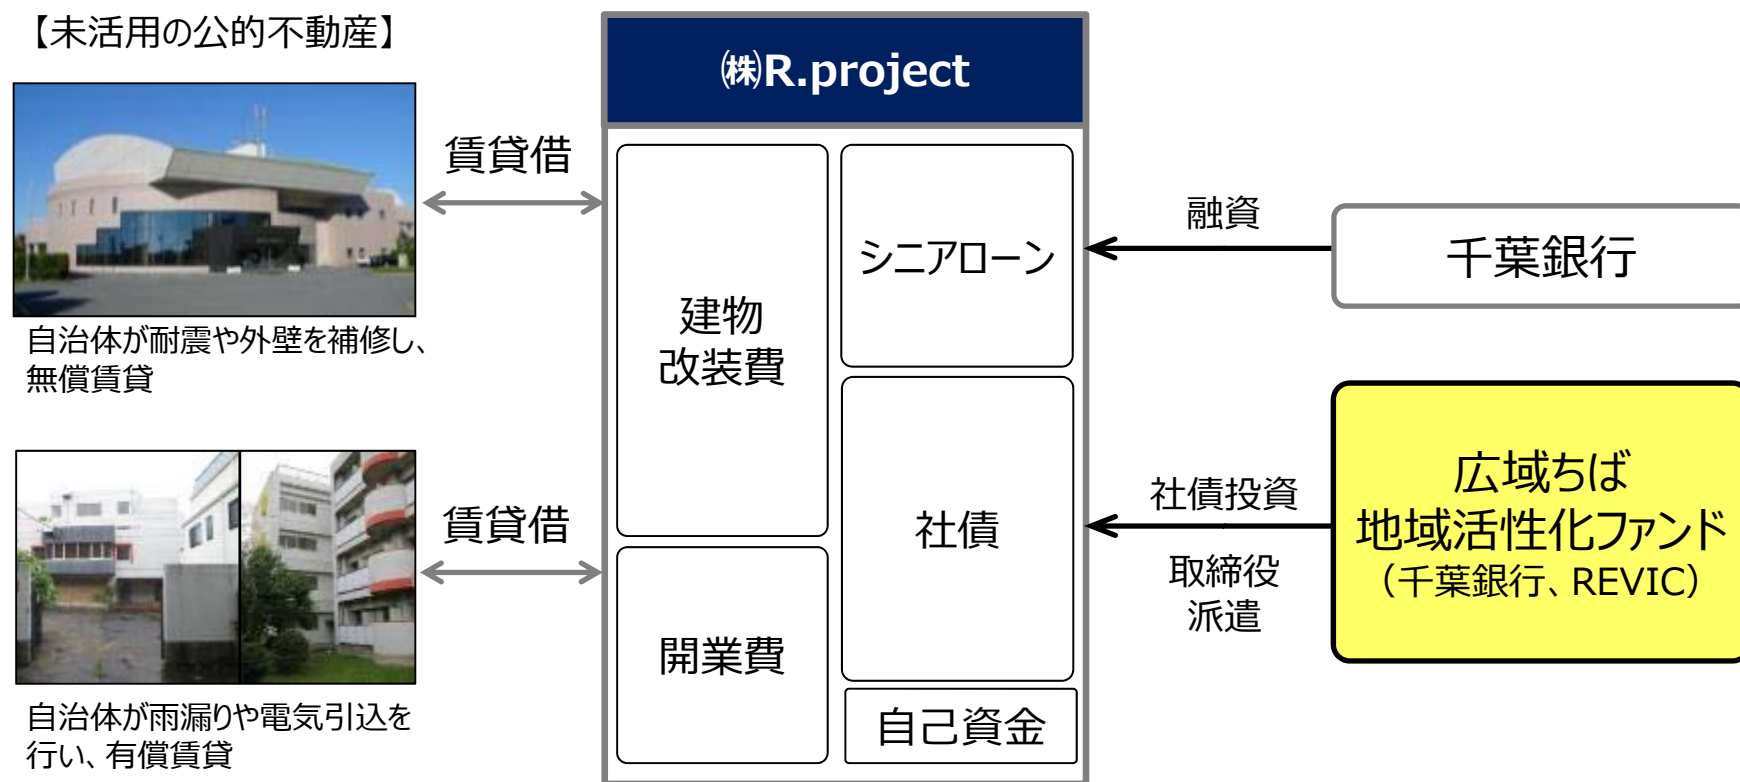 【未活用の公的不動産】
賃貸借
自治体が耐震や外壁を補修し、
無償賃貸
賃貸借
自治体が雨漏りや電気引込を
行い、有償賃貸
㈱R.project
建物
改装費
開業費
シニアローン
社債
自己資金
融資
千葉銀行
社債投資
取締役
派遣
広域ちば
地域活性化ファンド
（千葉銀行、REVIC）